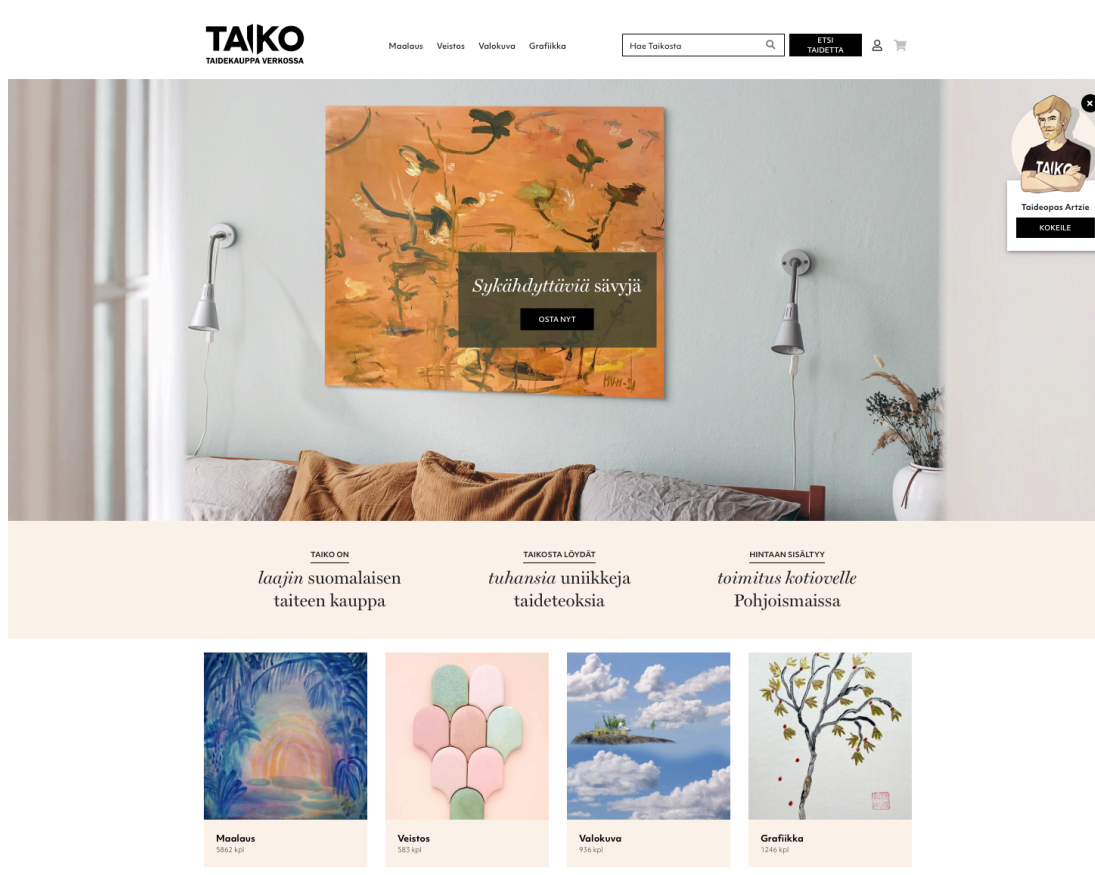 TAIKO
TAIDEKAUPPA VERKOSSA
Maalaus Veistos Valokuva Grafiikka
Hae Taikosta
ETSI
TAIDETTA
TAIKO
Taideopas Artzie
KOKEILE
Sykähdyttäviä sävyjä
OSTA NYT
TAIKO ON
laajin suomalaisen
taiteen kauppa
TAIKOSTA LÖYDÄT
tuhansia uniikkeja
taideteoksia
HINTAAN SISÄLTYY
toimitus kotiovelle
Pohjoismaissa
Maalaus
5862 kpl
Veistos
583 kpl
Valokuva
936 kpl
Grafiikka
1246 kpl